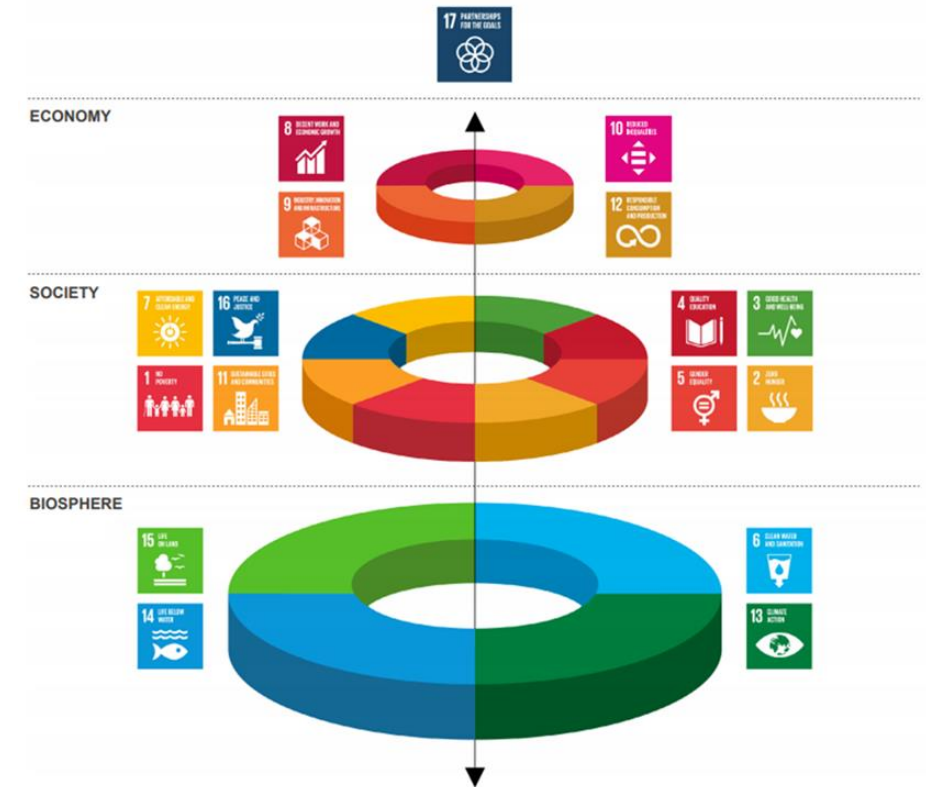 17 PARTNERSHIPS
FOR THE GOALS
ECONOMY
8 DECENT WORK AND
ECONOMIC GROWTH
10 REDUCED
INEQUALITIES
9 INDUSTRY, INNOVATION
AND INFRASTRUCTURE
12 RESPONSIBLE
CONSUMPTION
AND PRODUCTION
SOCIETY
7 AFFORDABLE AND
CLEAN ENERGY
16 PEACE AND
JUSTICE
4 QUALITY
EDUCATION
3 GOOD HEALTH
AND WELL-BEING
1 NO
POVERTY
11 SUSTAINABLE CITIES
AND COMMUNITIES
5 GENDER
EQUALITY
2 ZERO
HUNGER
BIOSPHERE
15 LIFE
ON LAND
6 CLEAN WATER
AND SANITATION
14 LIFE BELOW
WATER
13 CLIMATE
ACTION